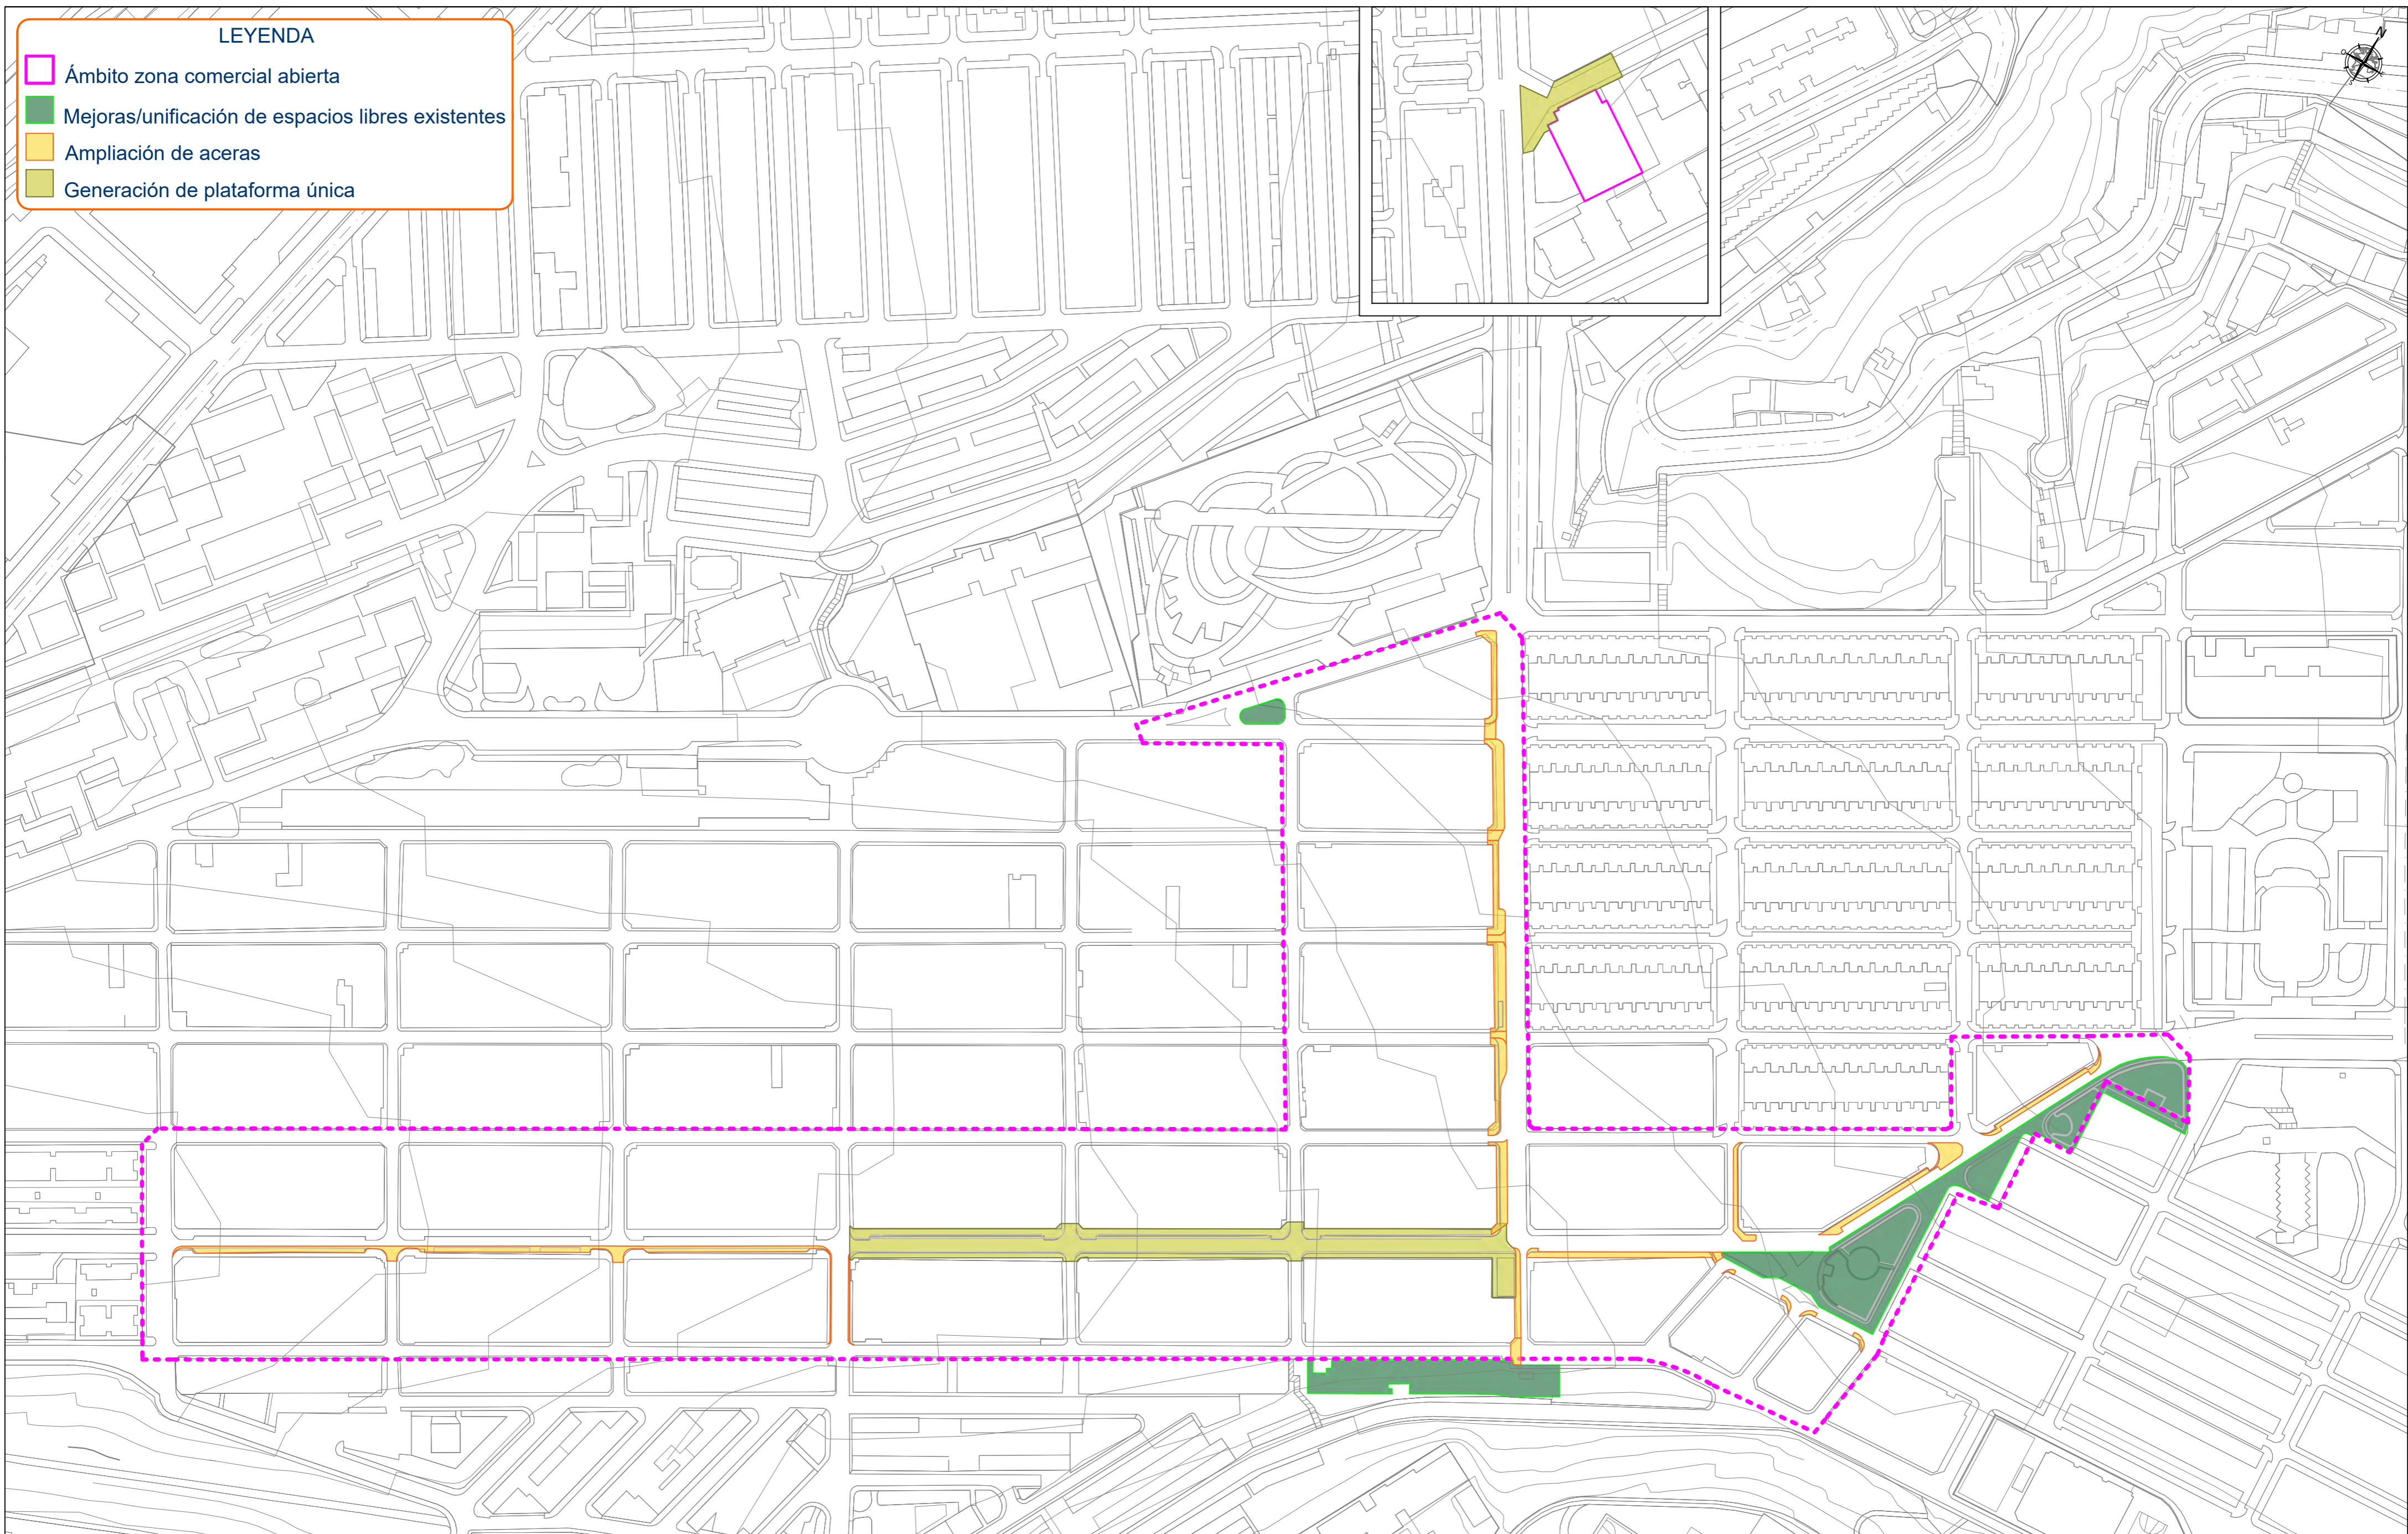 LEYENDA
Ámbito zona comercial abierta
Mejoras/unificación de espacios libres existentes
Ampliación de aceras
Generación de plataforma única
N